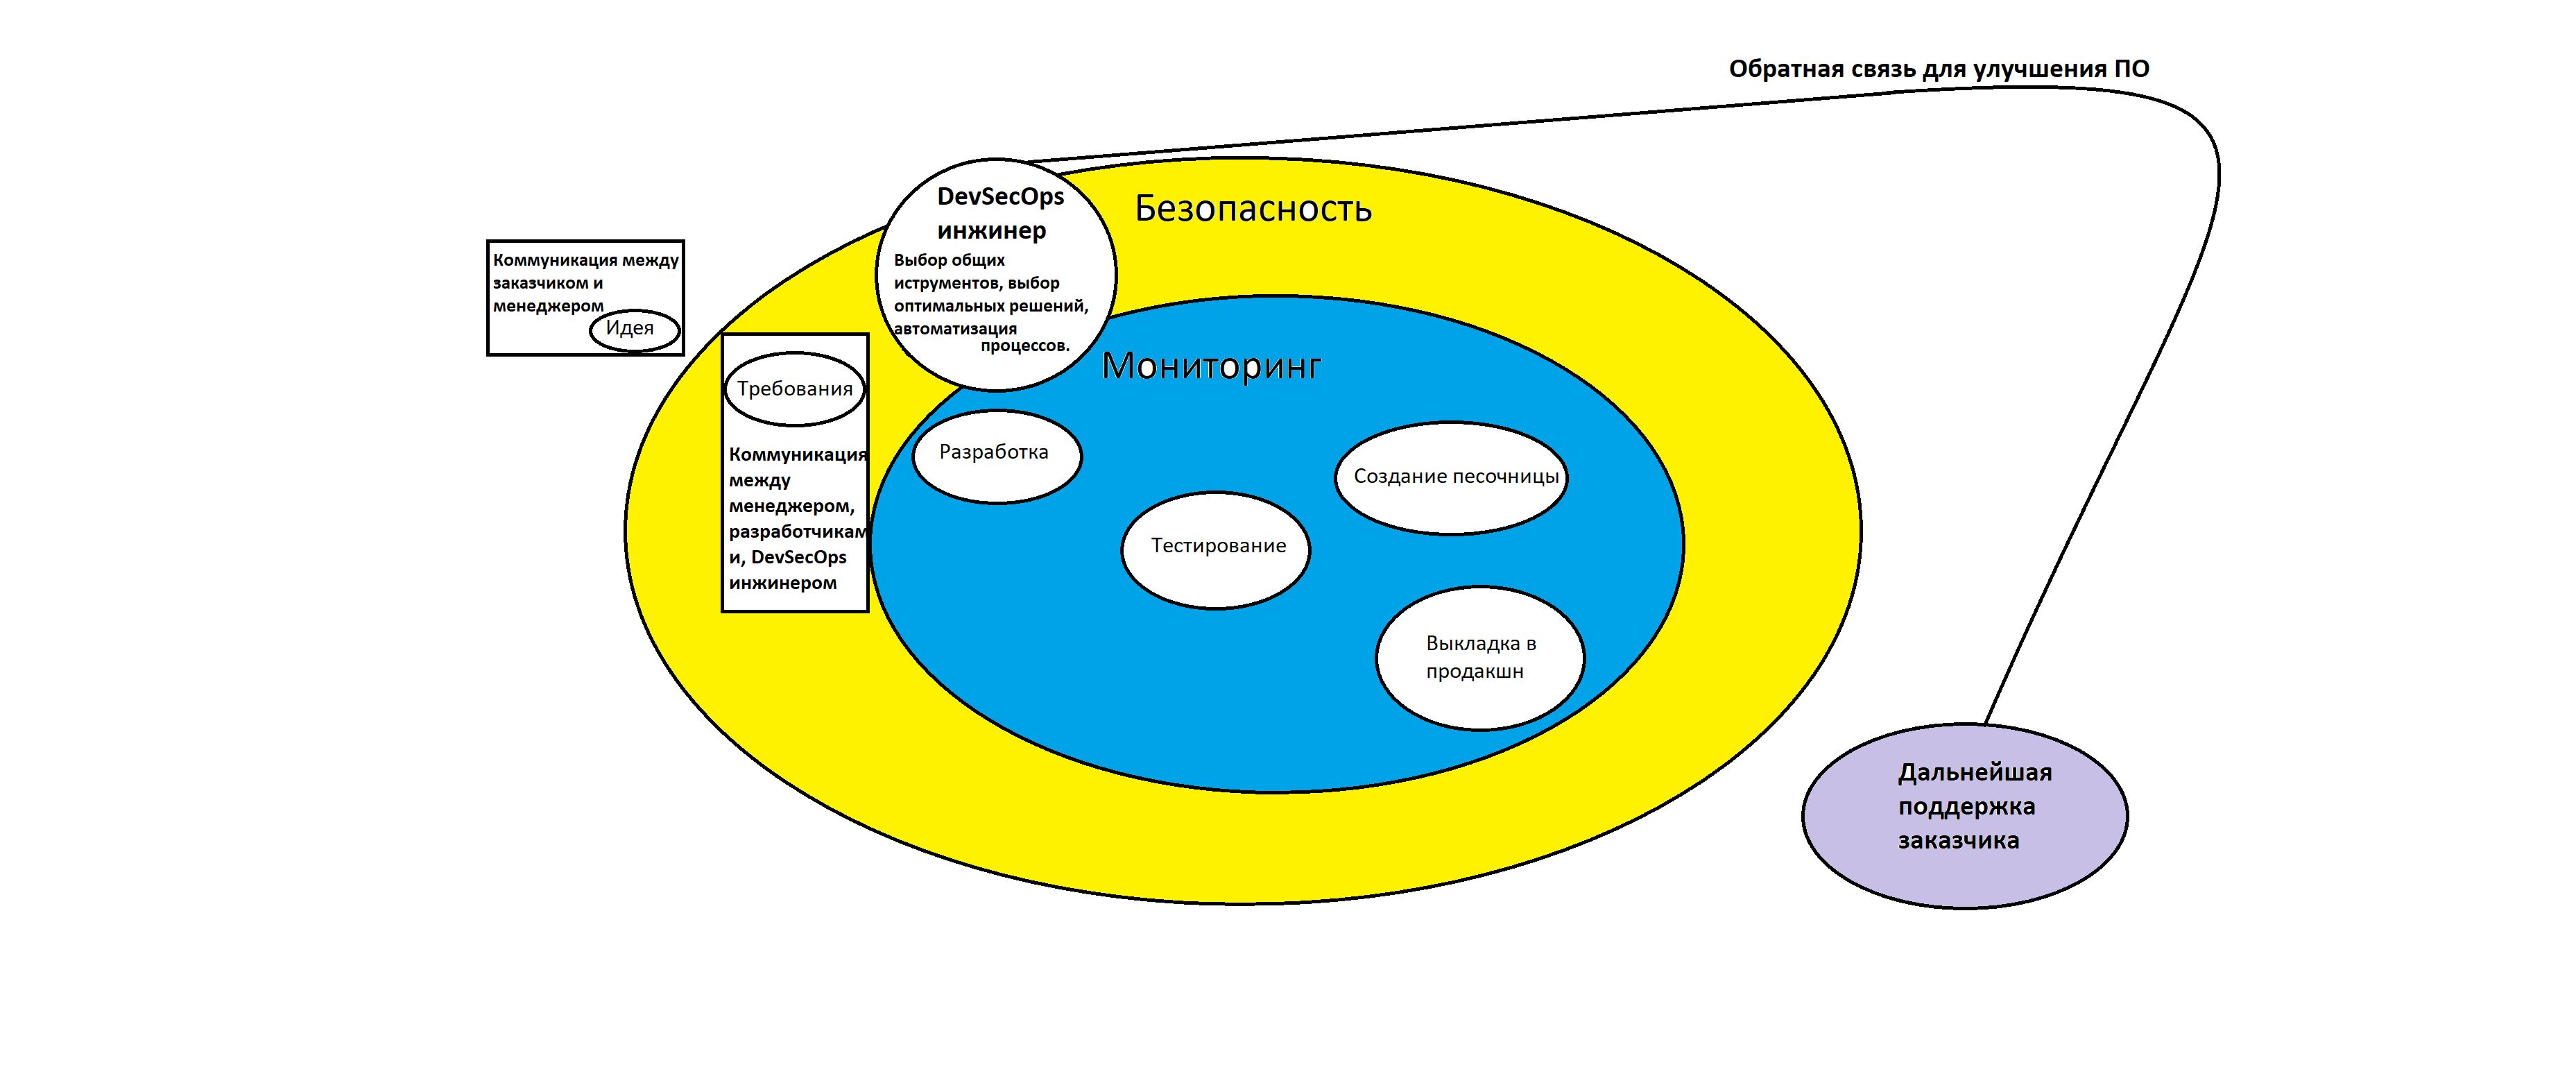 Обратная связь для улучшения ПО
DevSecOps
инжинер
Выбор общих
иструментов, выбор
оптимальных решений,
автоматизация
процессов.
Безопасность
Коммуникация между
заказчиком и
менеджером
Идея
Мониторинг
Требования
Коммуникация
между
менеджером,
разработчикам
и, DevSecOps
инжинером
Разработка
Создание песочницы
Тестирование
Выкладка в
продакшн
Дальнейшая
поддержка
заказчика